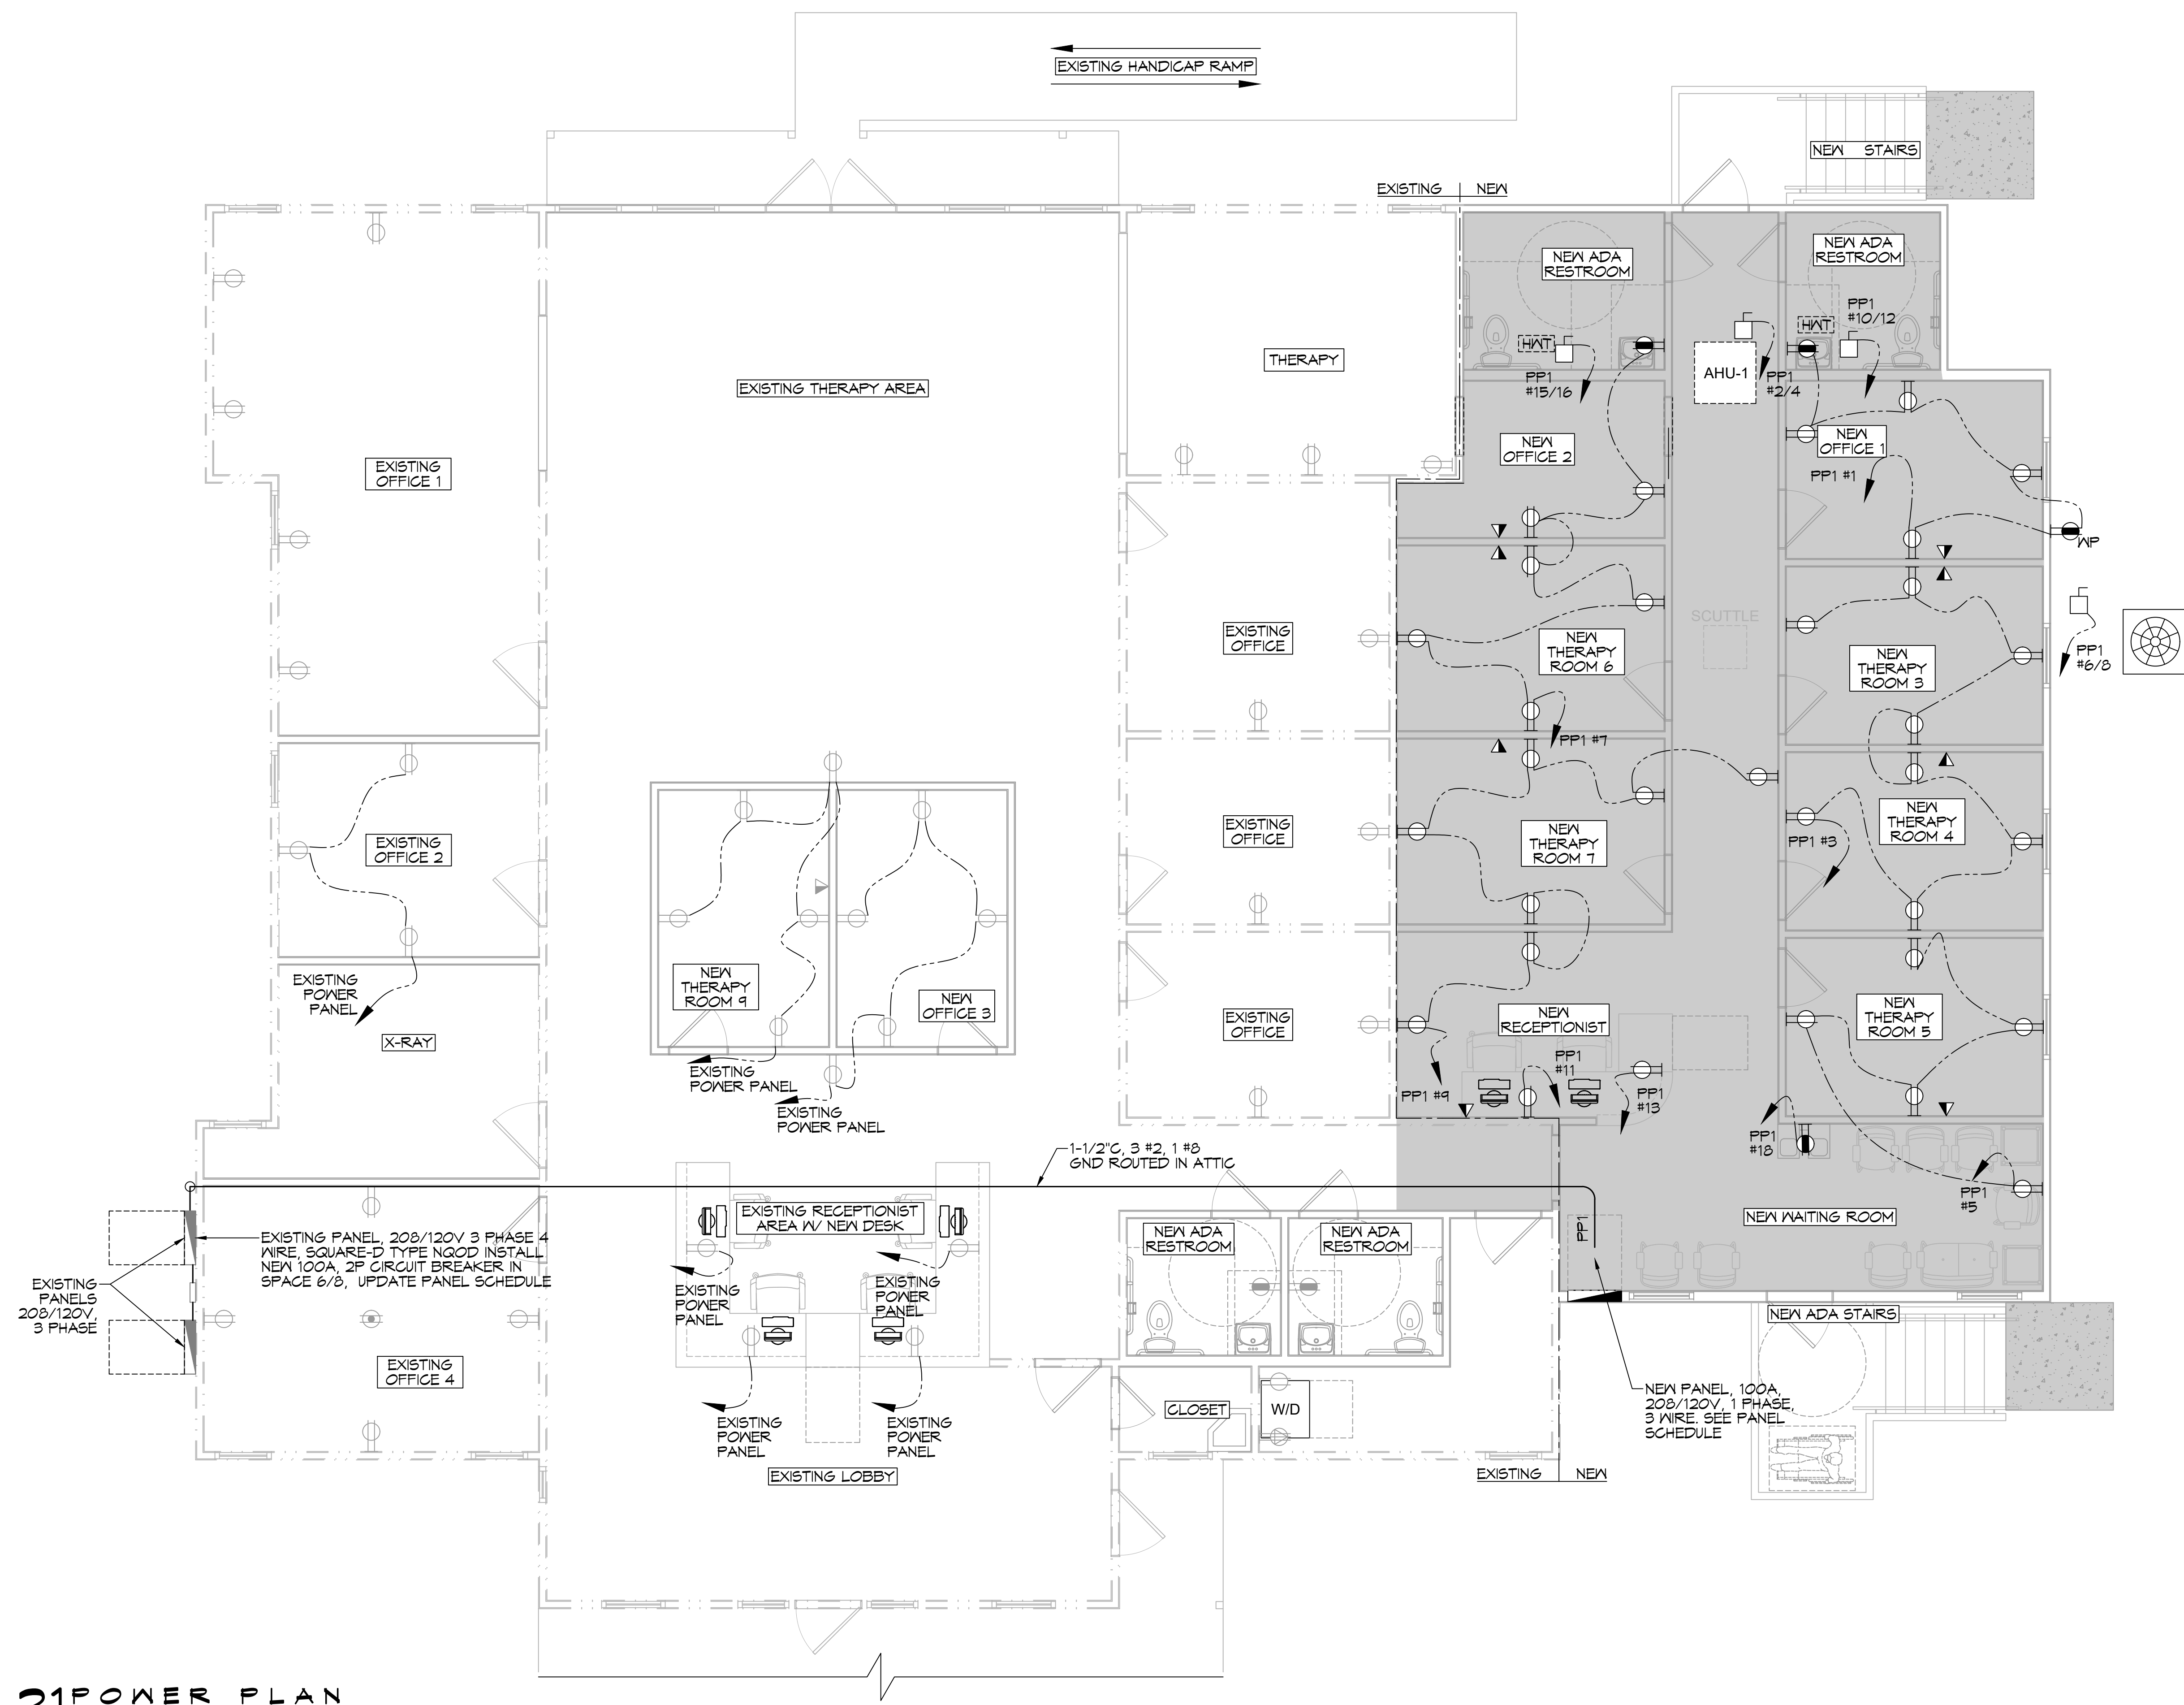 EXISTING HANDICAP RAMP
NEW STAIRS
EXISTING NEW
NEW ADA
RESTROOM
NEW ADA
RESTROOM
PP1
#10/12
HWT
HWT
THERAPY
EXISTING THERAPY AREA
AHU-1
PP1
#15/16
PP1
#2/4
NEW
OFFICE 2
NEW
OFFICE 1
EXISTING
OFFICE 1
PP1 #1
WP
SCUTTLE
EXISTING
OFFICE
NEW
THERAPY
ROOM 6
NEW
THERAPY
ROOM 3
PP1
#6/8
PP1 #7
EXISTING
OFFICE 2
EXISTING
OFFICE
NEW
THERAPY
ROOM 7
PP1 #3
NEW
THERAPY
ROOM 4
EXISTING
POWER
PANEL
NEW
THERAPY
ROOM 9
NEW
OFFICE 3
X-RAY
EXISTING
OFFICE
NEW
RECEPTIONIST
NEW
THERAPY
ROOM 5
EXISTING
POWER PANEL
EXISTING
POWER PANEL
PP1 #9
PP1
#11
PP1
#13
PP1
#18
PP1
#5
1-1/2"C, 3 #2, 1 #8
GND ROUTED IN ATTIC
EXISTING RECEPTIONIST
AREA W/ NEW DESK
NEW ADA
RESTROOM
NEW ADA
RESTROOM
PP1
NEW WAITING ROOM
EXISTING PANEL, 208/120V 3 PHASE 4
WIRE, SQUARE-D TYPE NQOD INSTALL
NEW 100A, 2P CIRCUIT BREAKER IN
SPACE 6/8, UPDATE PANEL SCHEDULE
EXISTING
PANELS
208/120V,
3 PHASE
EXISTING
POWER
PANEL
EXISTING
POWER
PANEL
NEW ADA STAIRS
EXISTING
OFFICE 4
EXISTING
POWER
PANEL
EXISTING
POWER
PANEL
CLOSET
W/D
NEW PANEL, 100A,
208/120V, 1 PHASE,
3 WIRE. SEE PANEL
SCHEDULE
EXISTING LOBBY
EXISTING NEW
21 POWER PLAN